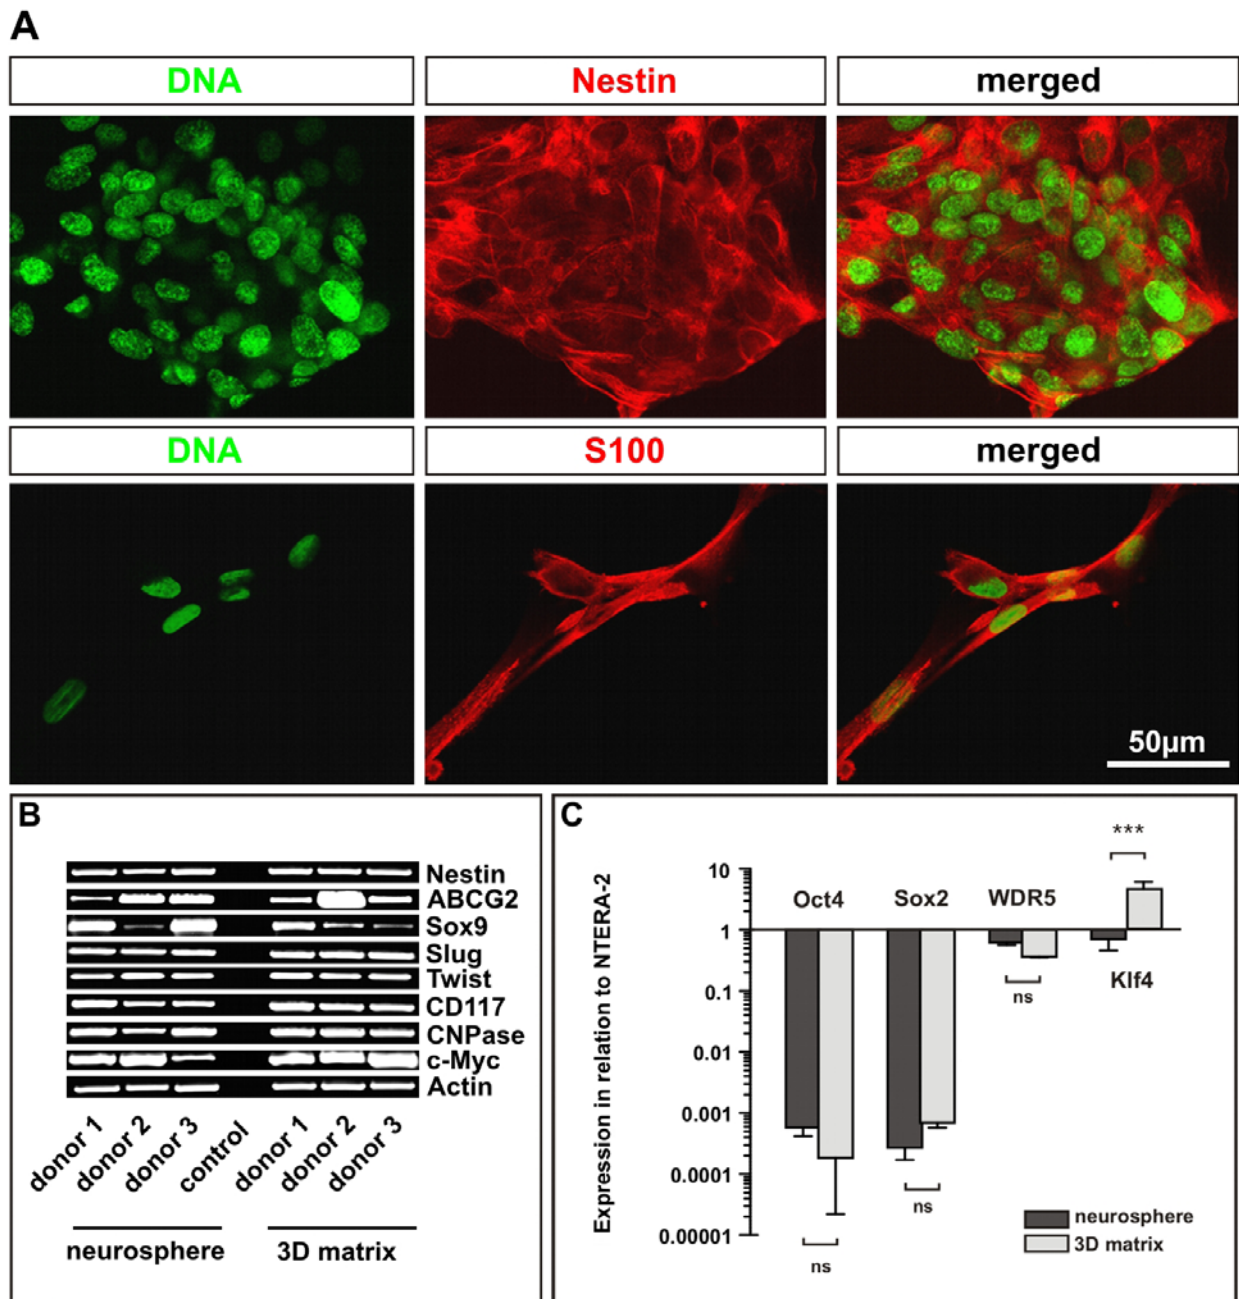 A
DNA Nestin merged
DNA S100 merged
50µm
B
Nestin
ABCG2
Sox9
Slug
Twist
CD117
CNPase
c-Myc
Actin
donor 1 donor 2 donor 3 control donor 1 donor 2 donor 3
neurosphere 3D matrix
C
Expression in relation to NTERA-2
10
1
0.1
0.01
0.001
0.0001
0.00001
Oct4 Sox2 WDR5
***
Klf4
ns
ns
ns
neurosphere
3D matrix